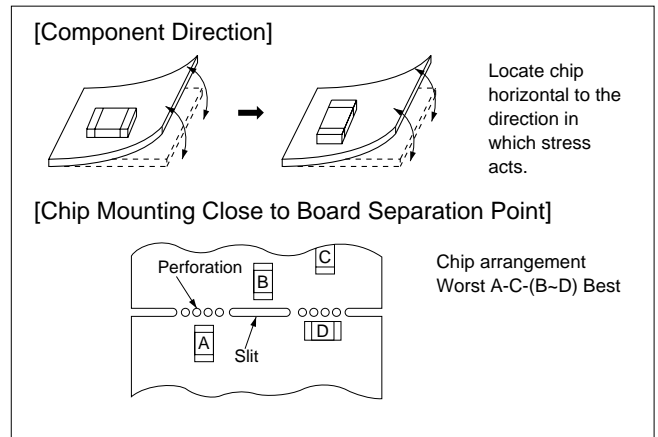 [Component Direction]
Locate chip
horizontal to the
direction in
which stress
acts.
[Chip Mounting Close to Board Separation Point]
Perforation
C
B
A
D
Slit
Chip arrangement
Worst A-C-(B~D) Best